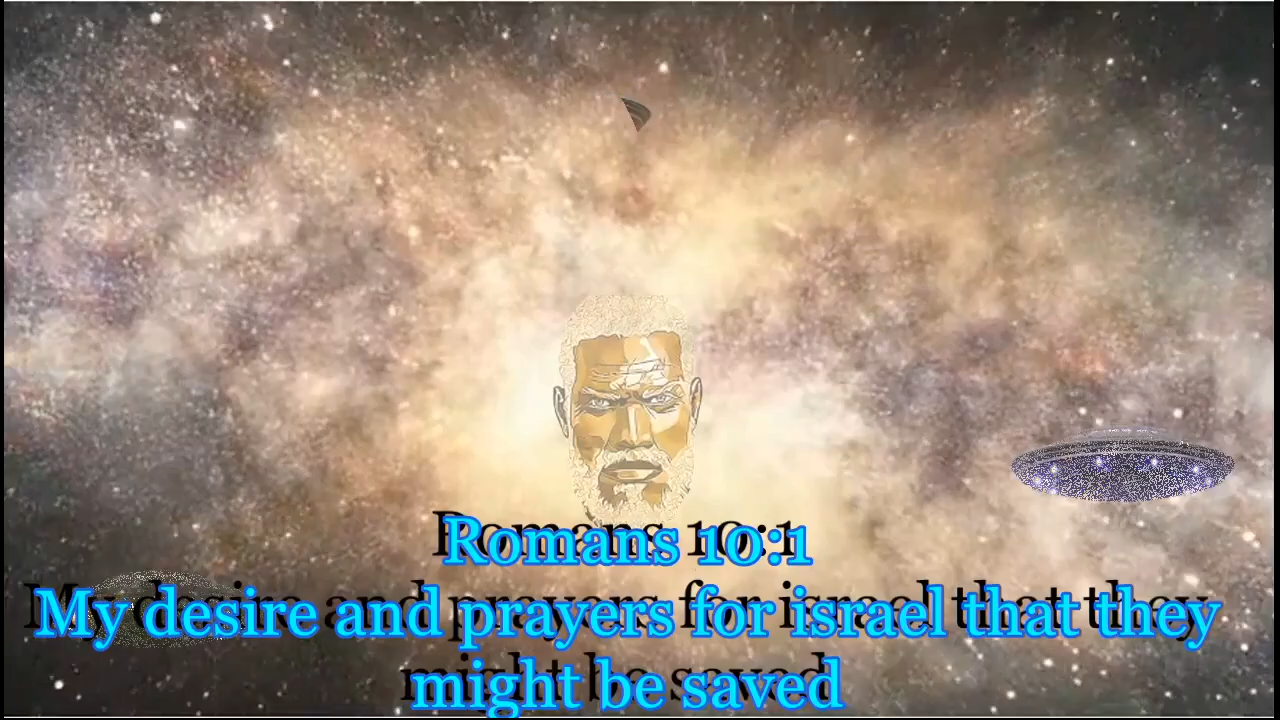 Romans 10:1
My desire and prayers for israel that they
might be saved